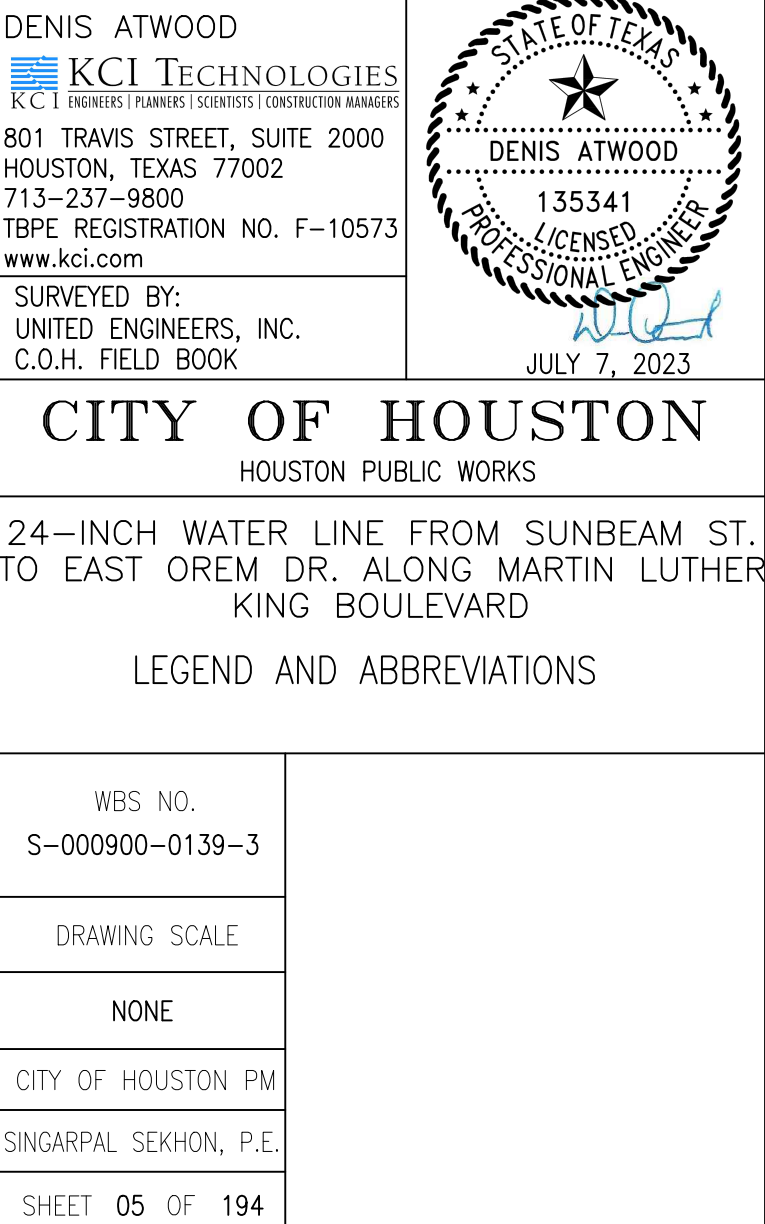 DENIS ATWOOD
KCI TECHNOLOGIES
KCI ENGINEERS | PLANNERS | SCIENTISTS | CONSTRUCTION MANAGERS
801 TRAVIS STREET, SUITE 2000
HOUSTON, TEXAS 77002
713-237-9800
TBPE REGISTRATION NO. F-10573
www.kci.com
SURVEYED BY:
UNITED ENGINEERS, INC.
C.O.H. FIELD BOOK
STATE OF TEXAS
DENIS ATWOOD
135341
LICENSED
PROFESSIONAL ENGINEER
JULY 7, 2023
CITY OF HOUSTON
HOUSTON PUBLIC WORKS
24-INCH WATER LINE FROM SUNBEAM ST.
TO EAST OREM DR. ALONG MARTIN LUTHER
KING BOULEVARD
LEGEND AND ABBREVIATIONS
WBS NO.
S-000900-0139-3
DRAWING SCALE
NONE
CITY OF HOUSTON PM
SINGARPAL SEKHON, P.E.
SHEET 05 OF 194